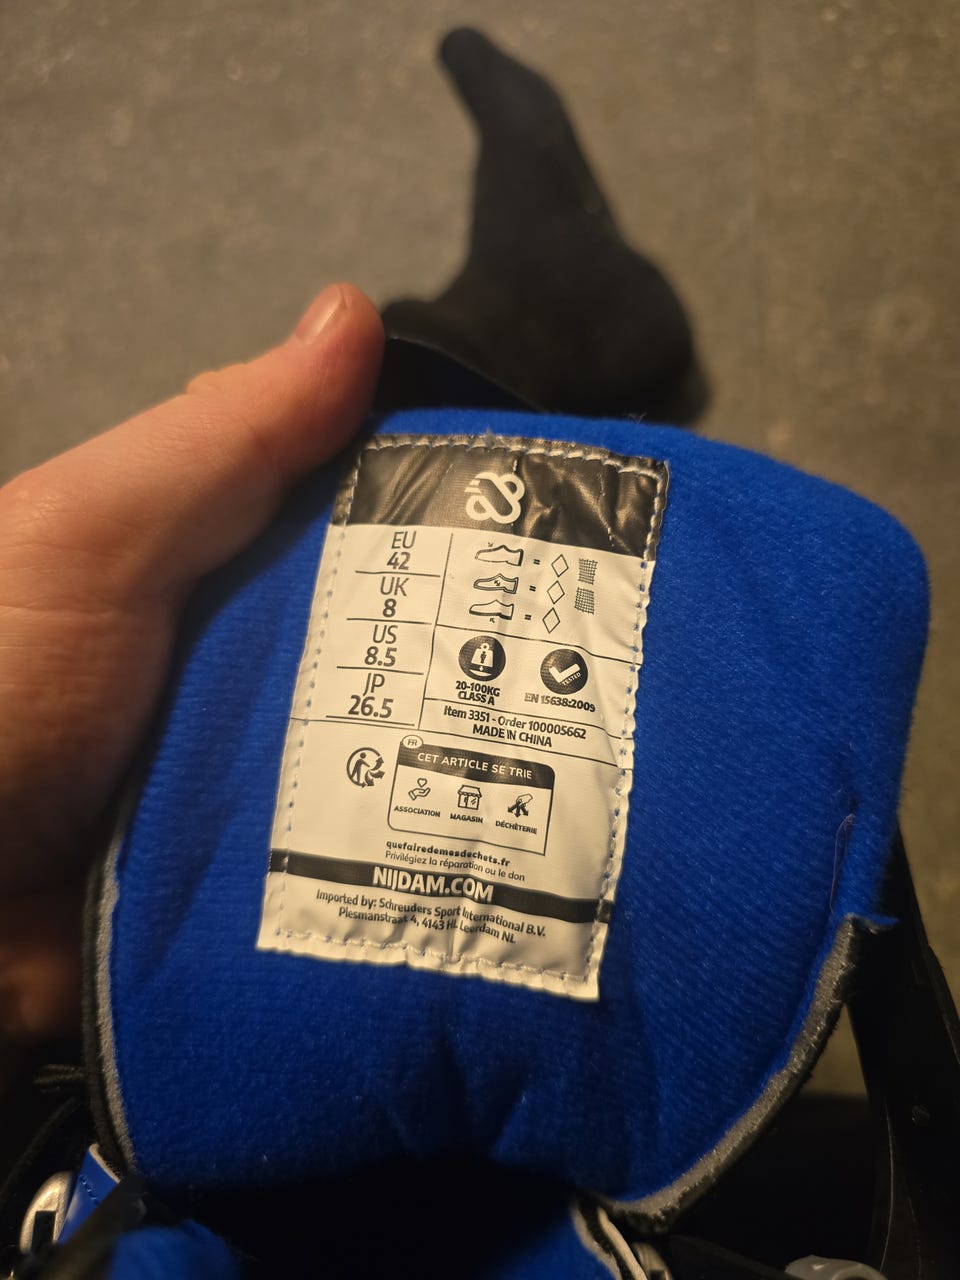 EU
42
UK
8
US
8.5
JP
26.5
=
=
=
20-100KG
CLASS A
TESTED
EN 15638:2009
Item 3351 - Order 100005662
MADE IN CHINA
FR
CET ARTICLE SE TRIE
ASSOCIATION
MAGASIN
DÉCHÈTERIE
quefairedemesdechets.fr
Privilégiez la réparation ou le don
NIJDAM.COM
Imported by: Schreuders Sport International B.V.
Plesmanstraat 4, 4143 HL Leerdam NL